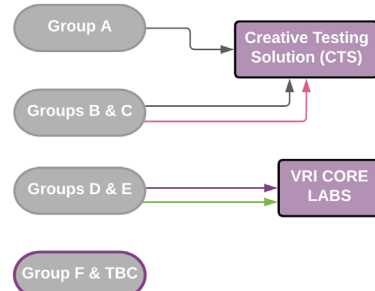 Group A
Creative Testing
Solution (CTS)
Groups B & C
Groups D & E
VRI CORE
LABS
Group F & TBC